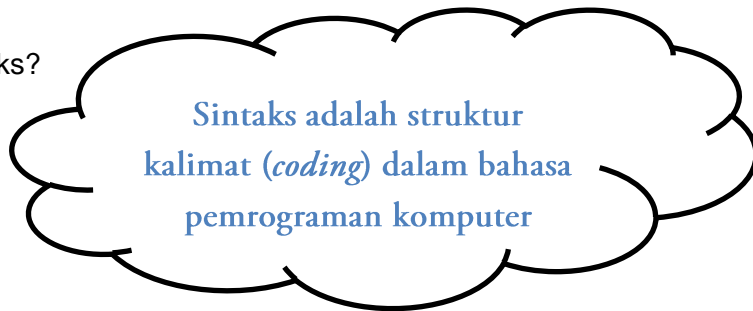 ks?
Sintaks adalah struktur
kalimat (coding) dalam bahasa
pemrograman komputer